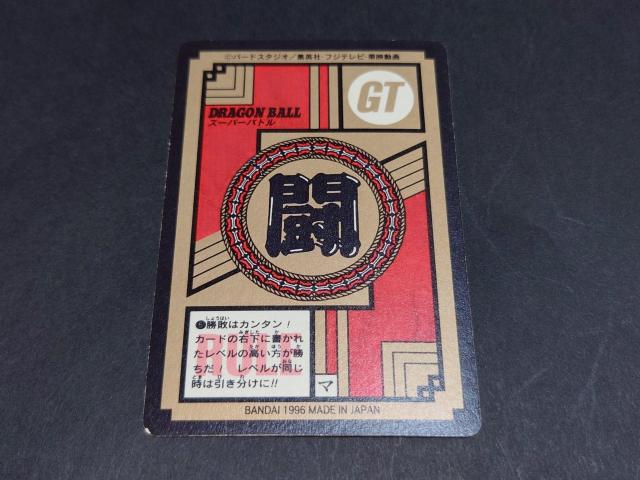 ©バードスタジオ／集英社・フジテレビ・東映動画
GT
DRAGON BALL
スーパーバトル
闘
RULE
⑤勝敗はカンタン！
カードの右下に書かれ
たレベルの高い方が勝
ちだ！ レベルが同じ
時は引き分けに!!
マ
BANDAI 1996 MADE IN JAPAN